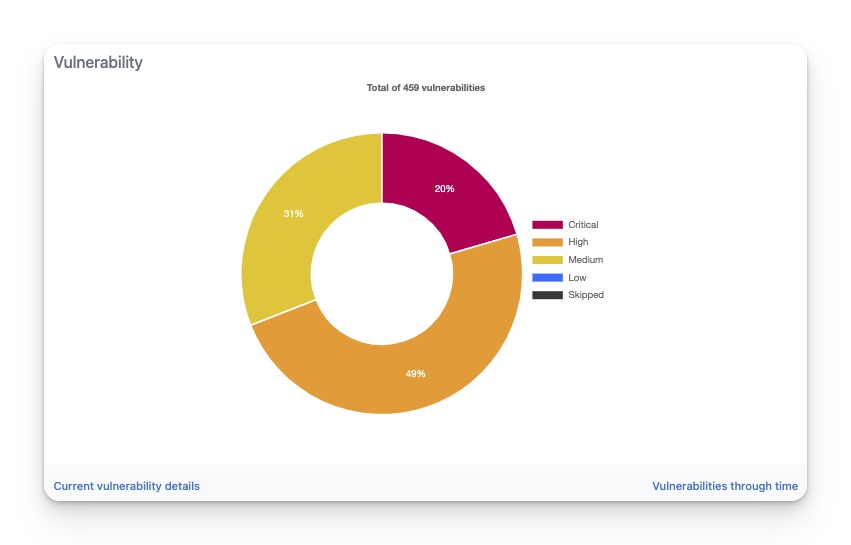 Vulnerability
Total of 459 vulnerabilities
20%
31%
49%
Critical
High
Medium
Low
Skipped
Current vulnerability details
Vulnerabilities through time